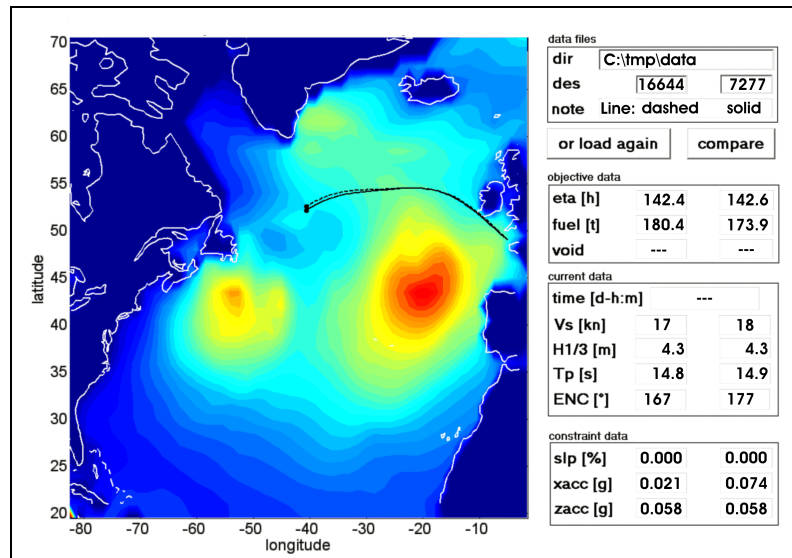 70
65
60
55
50
45
40
35
30
25
20
latitude
-80 -70 -60 -50 -40 -30 -20 -10
longitude
data files
dir C:\tmp\data
des 16644 7277
note Line: dashed solid
or load again compare
objective data
eta [h] 142.4 142.6
fuel [t] 180.4 173.9
void --- ---
current data
time [d-h:m] ---
Vs [kn] 17 18
H1/3 [m] 4.3 4.3
Tp [s] 14.8 14.9
ENC [°] 167 177
constraint data
slp [%] 0.000 0.000
xacc [g] 0.021 0.074
zacc [g] 0.058 0.058